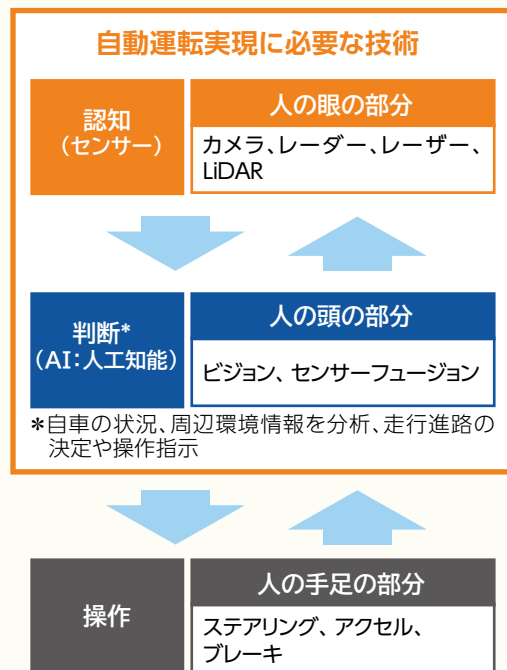 自動運転実現に必要な技術
認知
（センサー）
人の眼の部分
カメラ、レーダー、レーザー、
LiDAR
判断*
（AI：人工知能）
人の頭の部分
ビジョン、センサーフュージョン
*自車の状況、周辺環境情報を分析、走行進路の
決定や操作指示
操作
人の手足の部分
ステアリング、アクセル、
ブレーキ